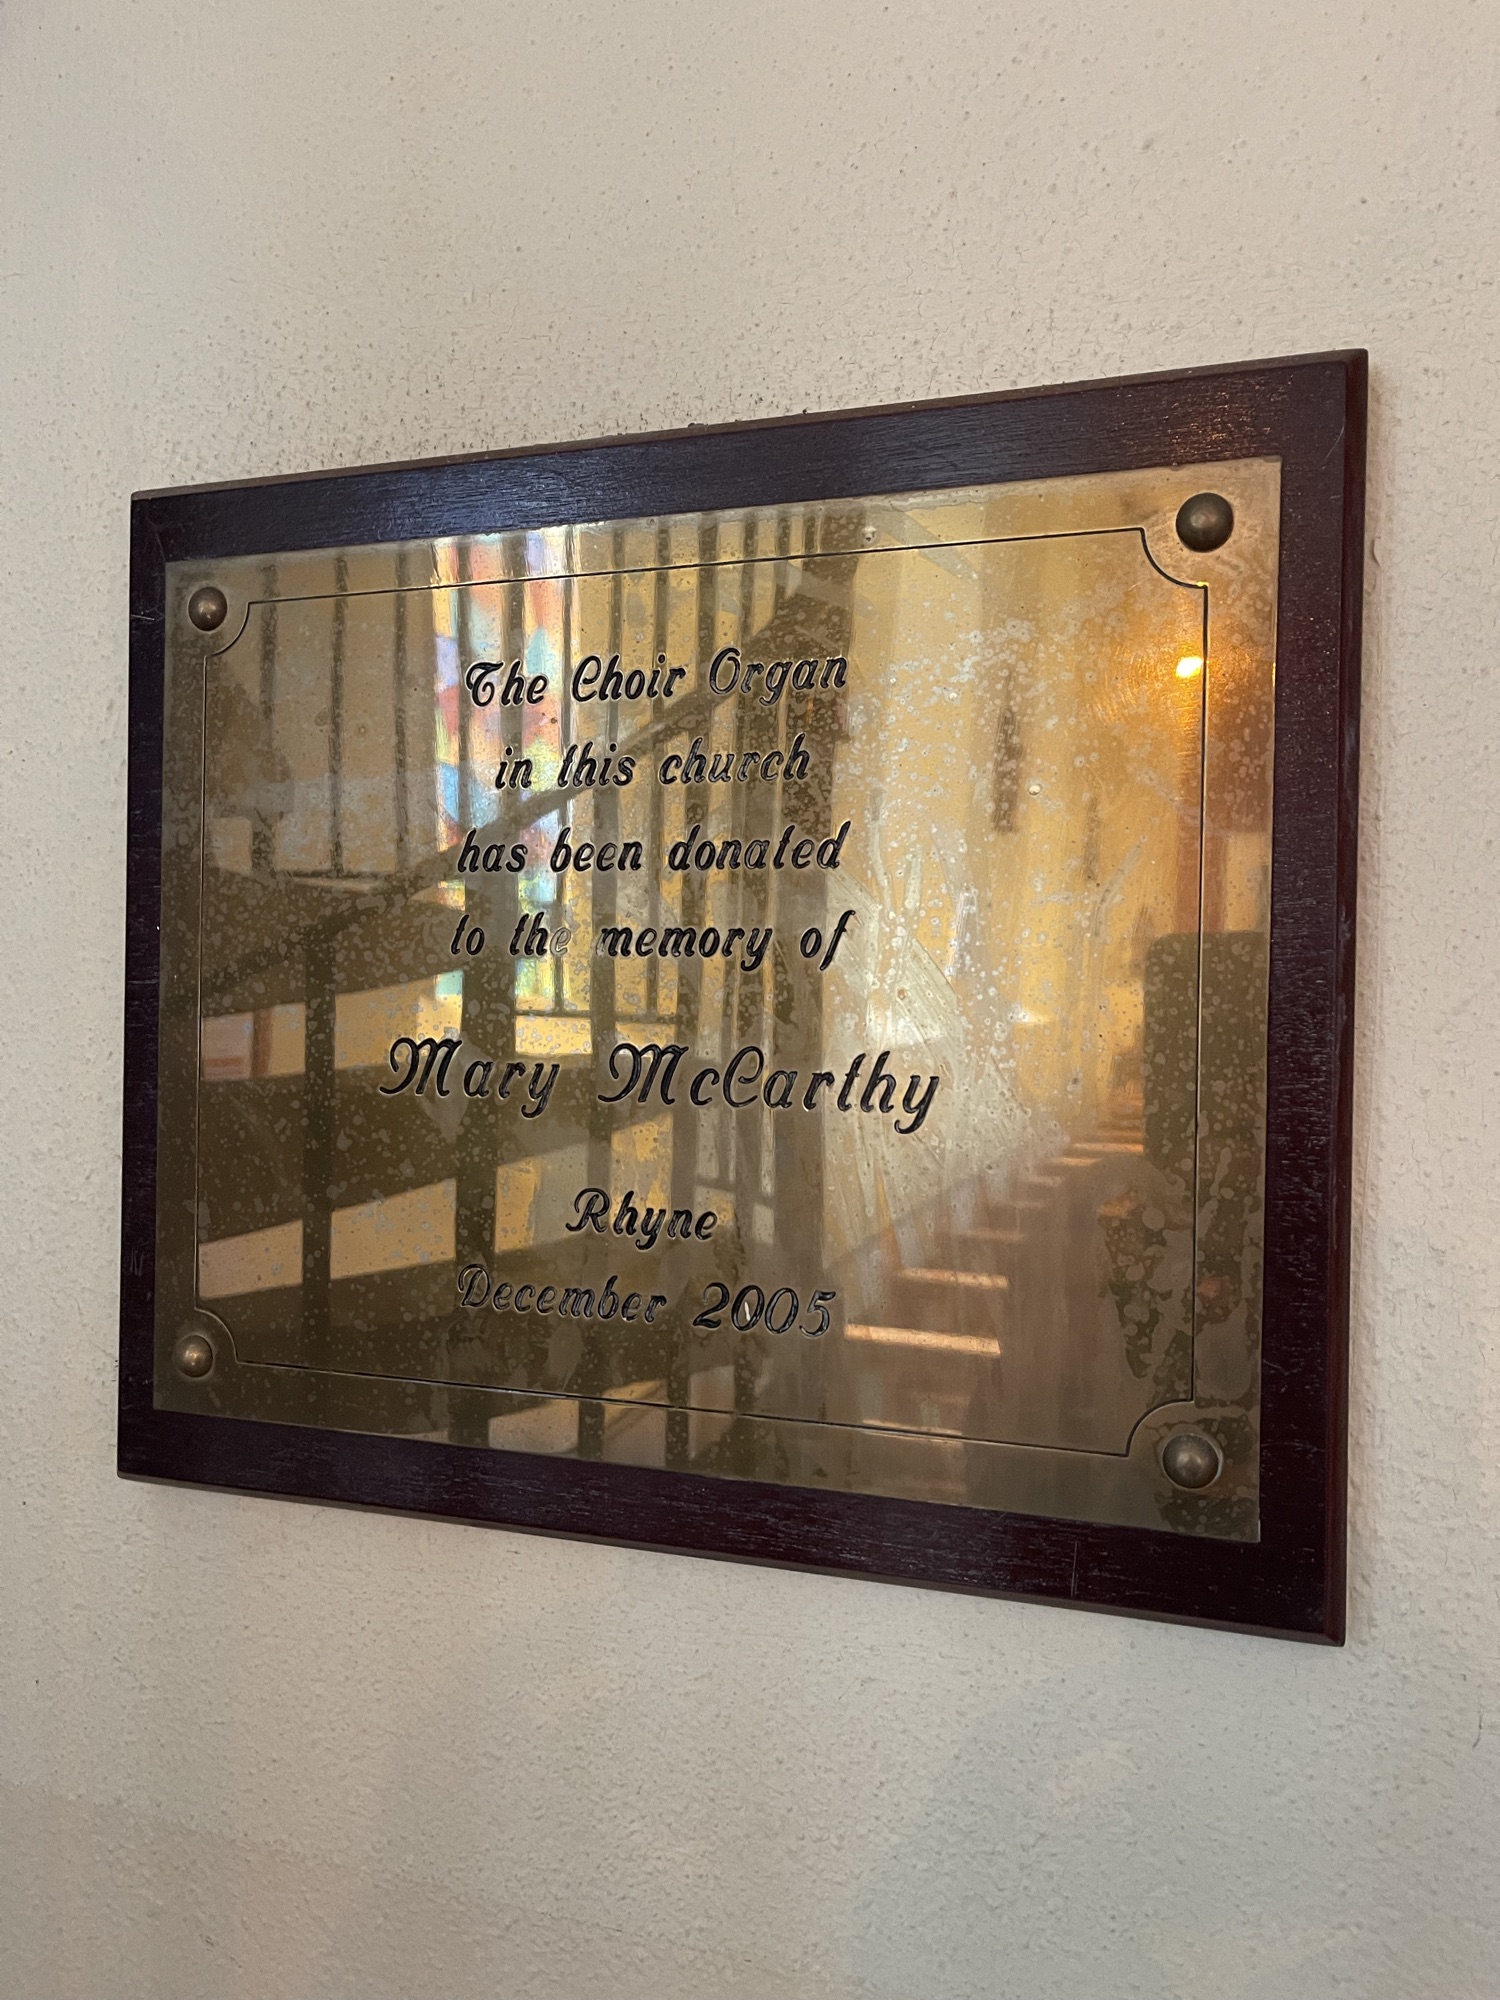 The Choir Organ
in this church
has been donated
to the memory of
Mary McCarthy
Rhyne
December 2005